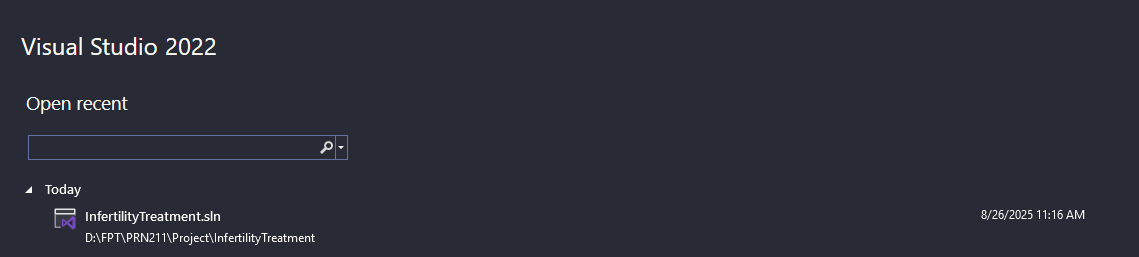 Visual Studio 2022
Open recent
Today
InfertilityTreatment.sln
8/26/2025 11:16 AM
D:\FPT\PRN211\Project\InfertilityTreatment